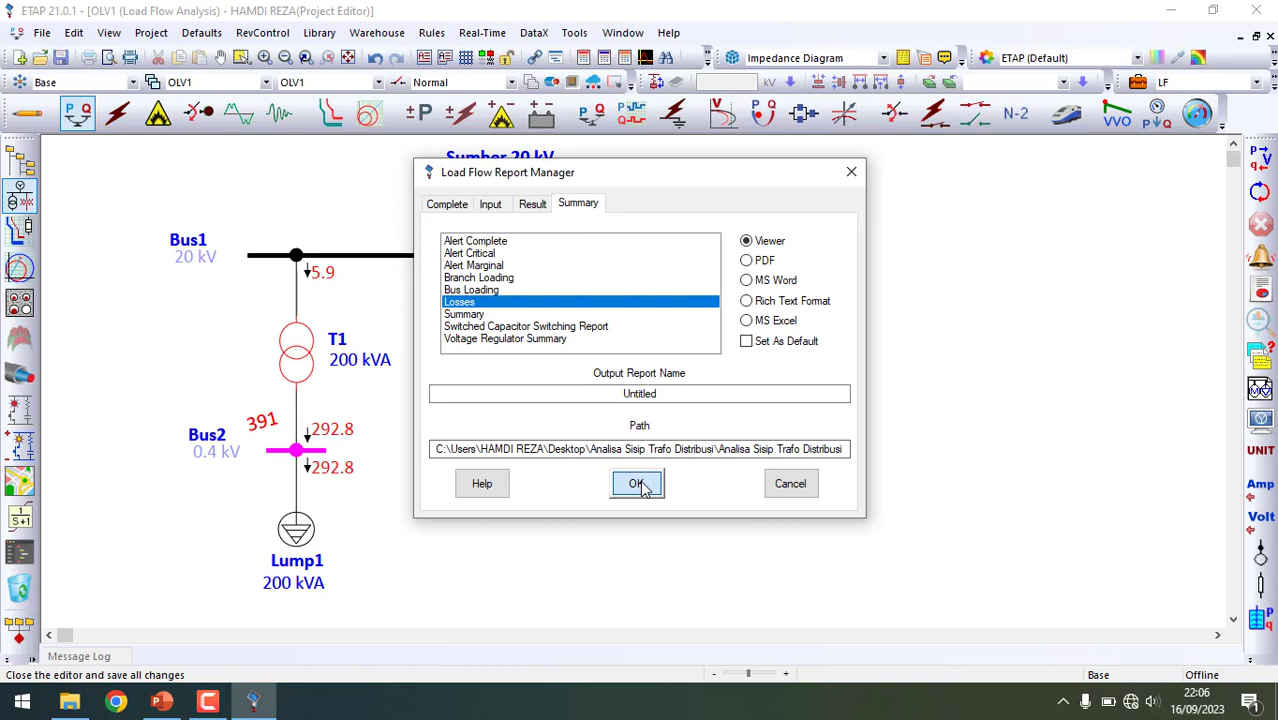 ETAP 21.0.1 - [OLV1 (Load Flow Analysis) - HAMDI REZA(Project Editor)]
File Edit View Project Defaults RevControl Library Warehouse Rules Real-Time DataX Tools Window Help
Impedance Diagram
ETAP (Default)
Base
OLV1
OLV1
Normal
kV
LF
N-2
VVO
Sumber 20 kV
Load Flow Report Manager
Complete Input Result Summary
Alert Complete
Alert Critical
Alert Marginal
Branch Loading
Bus Loading
Losses
Summary
Switched Capacitor Switching Report
Voltage Regulator Summary
Viewer
PDF
MS Word
Rich Text Format
MS Excel
Set As Default
Output Report Name
Untitled
Path
C:\Users\HAMDI REZA\Desktop\Analisa Sisip Trafo Distribusi\Analisa Sisip Trafo Distribusi
Help
OK
Cancel
Bus1
20 kV
5.9
T1
200 kVA
391
292.8
Bus2
0.4 kV
292.8
Lump1
200 kVA
UNIT
Amp
Volt
Message Log
Close the editor and save all changes
Base
Offline
22:06
16/09/2023